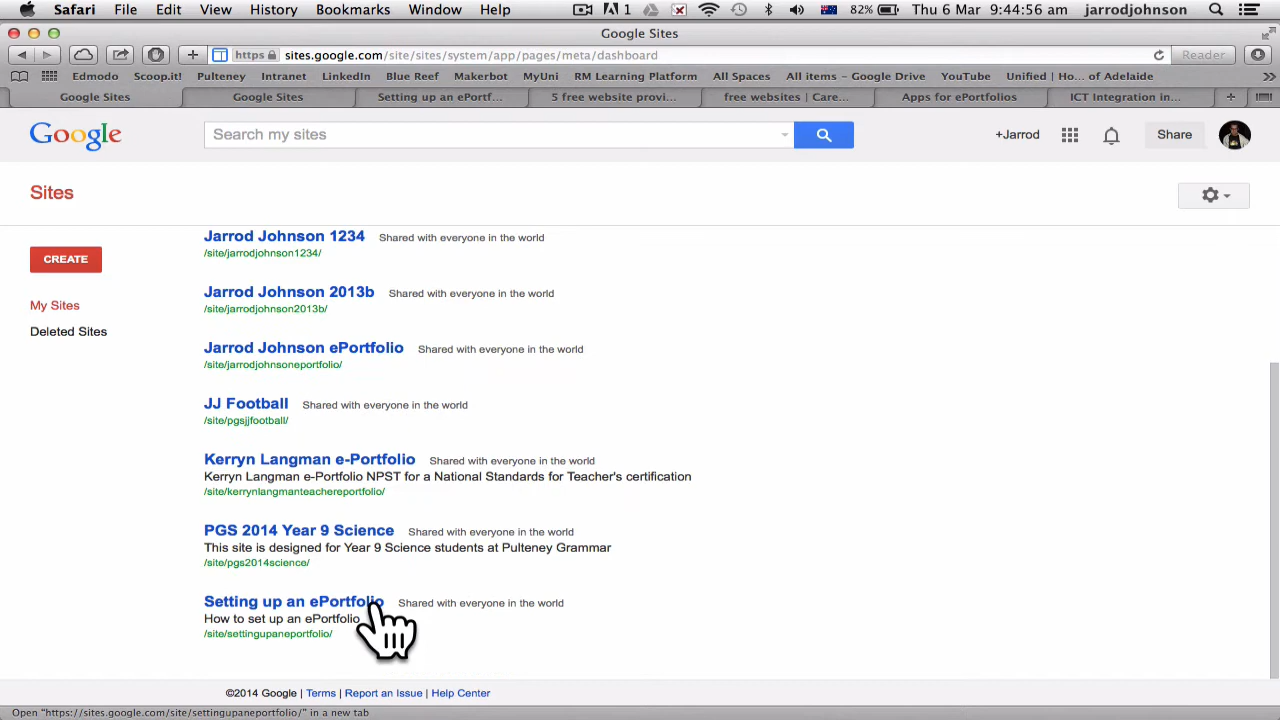 Safari File Edit View History Bookmarks Window Help 1 82% Thu 6 Mar 9:44:56 am jarrodjohnson
Google Sites
https sites.google.com/site/sites/system/app/pages/meta/dashboard Reader
Edmodo Scoop.it! Pulteney Intranet LinkedIn Blue Reef Makerbot MyUni RM Learning Platform All Spaces All items - Google Drive YouTube Unified | Ho... of Adelaide
Google Sites Google Sites Setting up an ePortf... 5 free website provi... free websites | Care... Apps for ePortfolios ICT Integration in...
Google Search my sites +Jarrod Share
Sites
CREATE
My Sites
Deleted Sites
Jarrod Johnson 1234 Shared with everyone in the world
/site/jarrodjohnson1234/
Jarrod Johnson 2013b Shared with everyone in the world
/site/jarrodjohnson2013b/
Jarrod Johnson ePortfolio Shared with everyone in the world
/site/jarrodjohnsoneportfolio/
JJ Football Shared with everyone in the world
/site/pgsjjfootball/
Kerryn Langman e-Portfolio Shared with everyone in the world
Kerryn Langman e-Portfolio NPST for a National Standards for Teacher's certification
/site/kerrynlangmanteachereportfolio/
PGS 2014 Year 9 Science Shared with everyone in the world
This site is designed for Year 9 Science students at Pulteney Grammar
/site/pgs2014science/
Setting up an ePortfolio Shared with everyone in the world
How to set up an ePortfolio
/site/settingupaneportfolio/
©2014 Google | Terms | Report an Issue | Help Center
Open "https://sites.google.com/site/settingupaneportfolio/" in a new tab